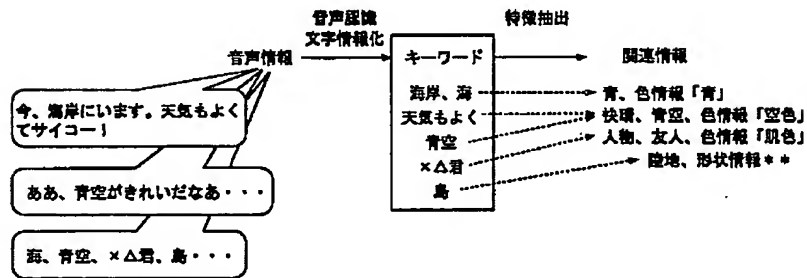 音声認識
文字情報化
特徴抽出
音声情報
キーワード
関連情報
今、海岸にいます。天気もよく
てサイコー!
ああ、青空がきれいだなあ・・・
海、青空、×△君、島・・・
海岸、海
天気もよく
青空
×△君
島
青、色情報「青」
快晴、青空、色情報「空色」
人物、友人、色情報「肌色」
陸地、形状情報＊＊